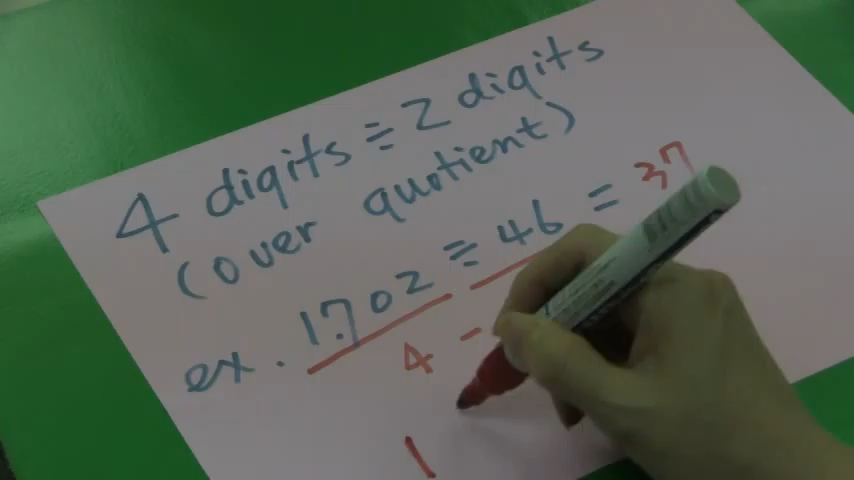 4 digits ÷ 2 digits
(over quotient)
ex. 1702 ÷ 46 = 37
4 -
1